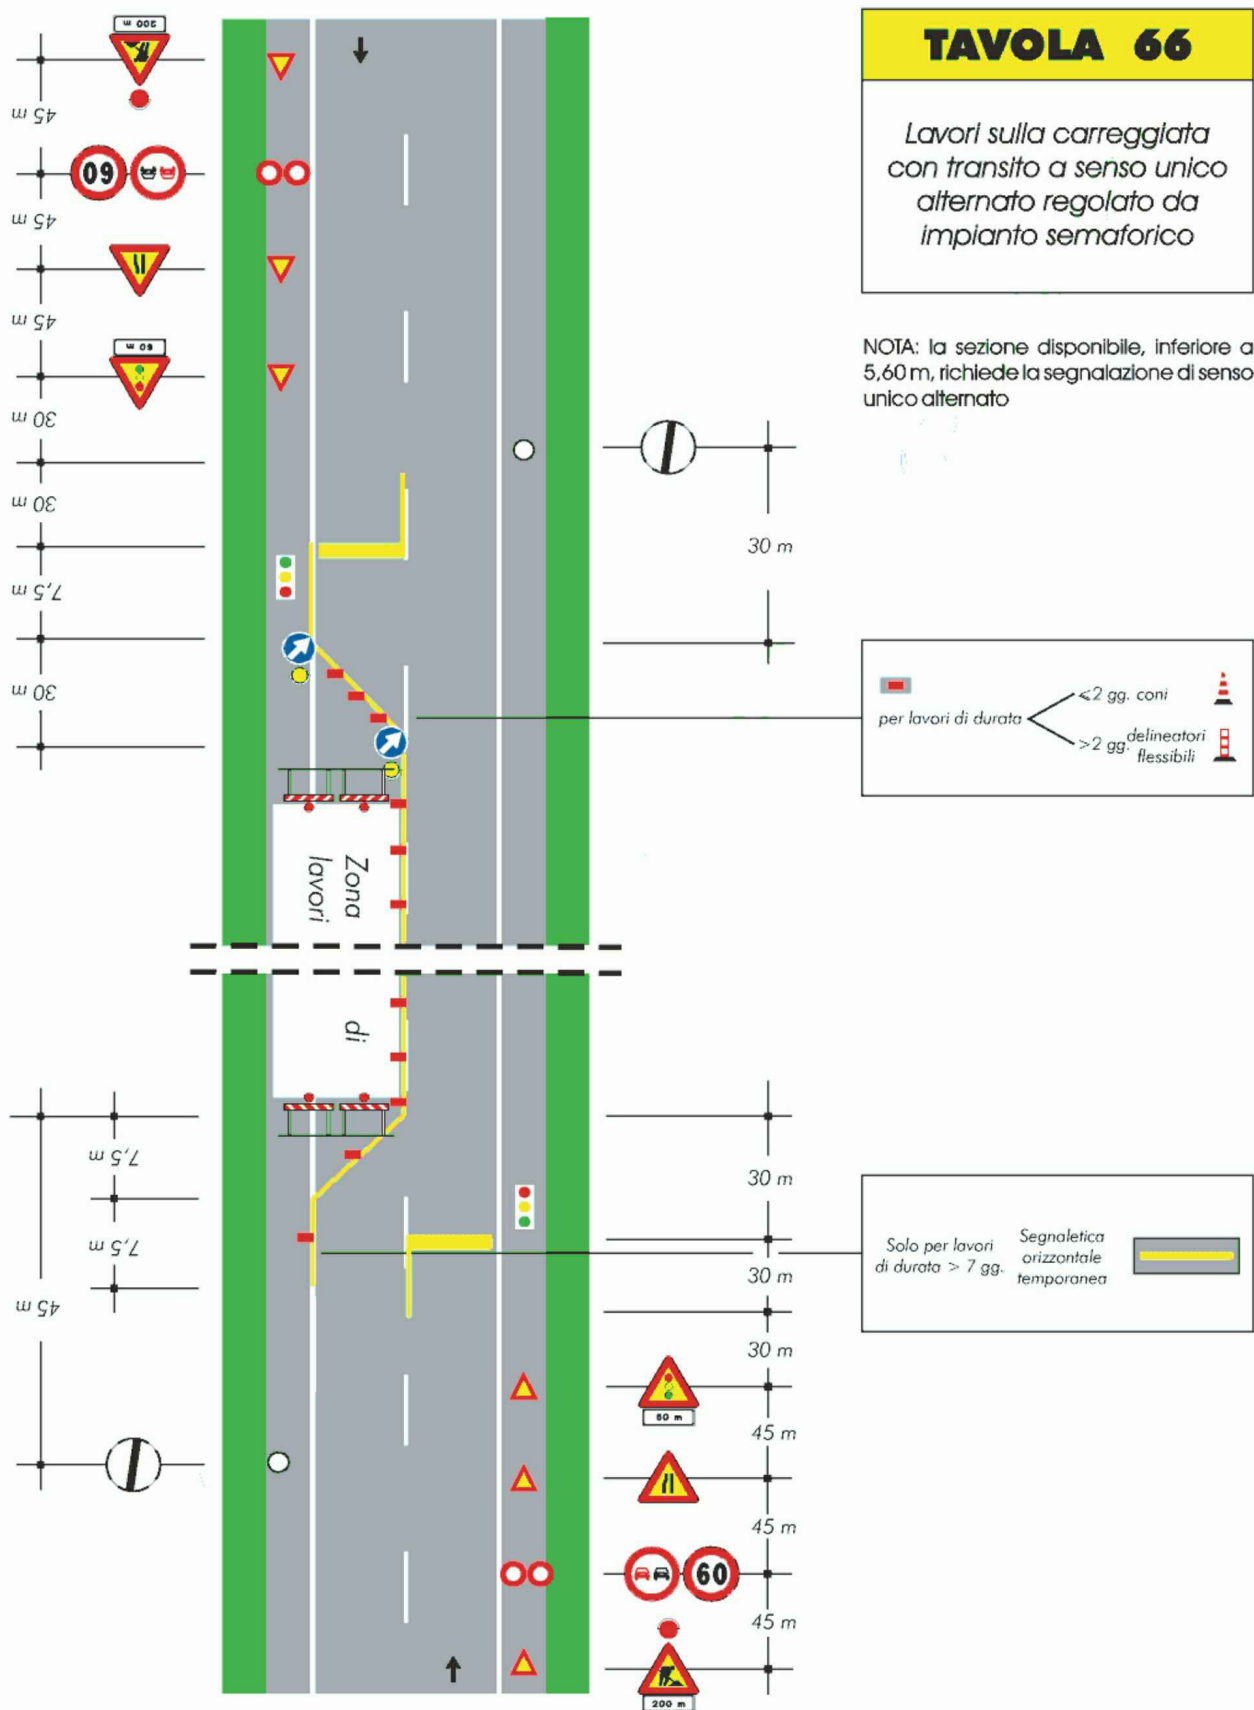 TAVOLA 66
Lavori sulla carreggiata
con transito a senso unico
alternato regolato da
impianto semaforico
NOTA: la sezione disponibile, inferiore a
5,60 m, richiede la segnalazione di senso
unico alternato
200 m
45 m
60
45 m
45 m
60 m
30 m
30 m
7,5 m
30 m
30 m
per lavori di durata
<2 gg. coni
>2 gg. delineatori
flessibili
Zona
lavori
di
7,5 m
7,5 m
45 m
30 m
30 m
30 m
Solo per lavori
di durata > 7 gg.
Segnaletica
orizzontale
temporanea
60 m
45 m
45 m
60
45 m
200 m